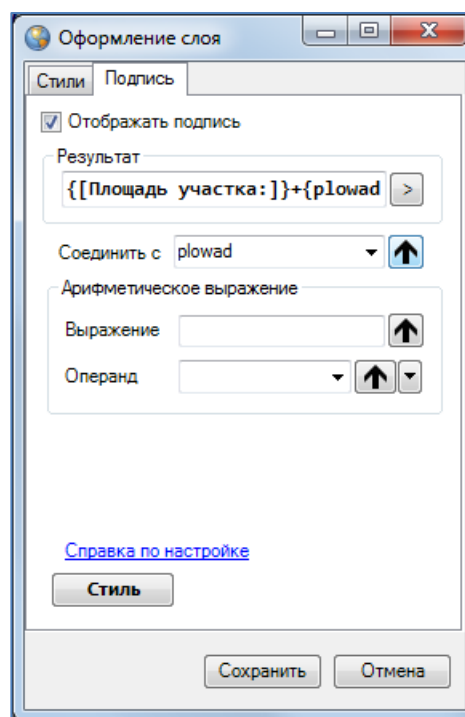 Оформление слоя
Стили Подпись
Отображать подпись
Результат
{[Площадь участка:]}+{plowad >
Соединить с plowad
Арифметическое выражение
Выражение
Операнд
Справка по настройке
Стиль
Сохранить Отмена